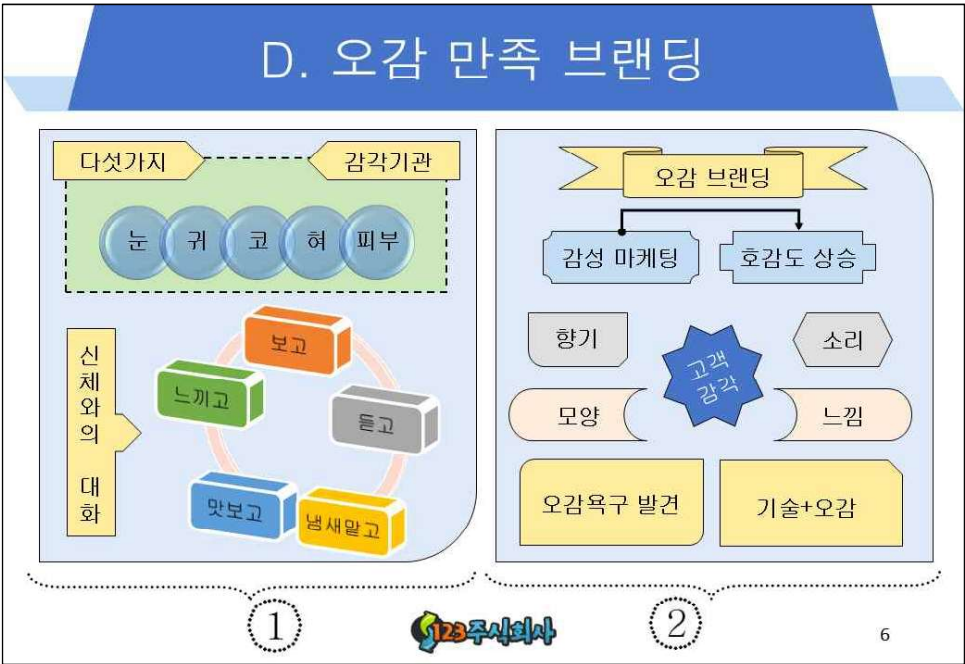 D. 오감 만족 브랜딩
다섯가지
감각기관
눈
귀
코
혀
피부
신체와의 대화
보고
듣고
냄새맡고
맛보고
느끼고
1
오감 브랜딩
감성 마케팅
호감도 상승
향기
소리
고객
감각
모양
느낌
오감욕구 발견
기술+오감
2
123주식회사
6